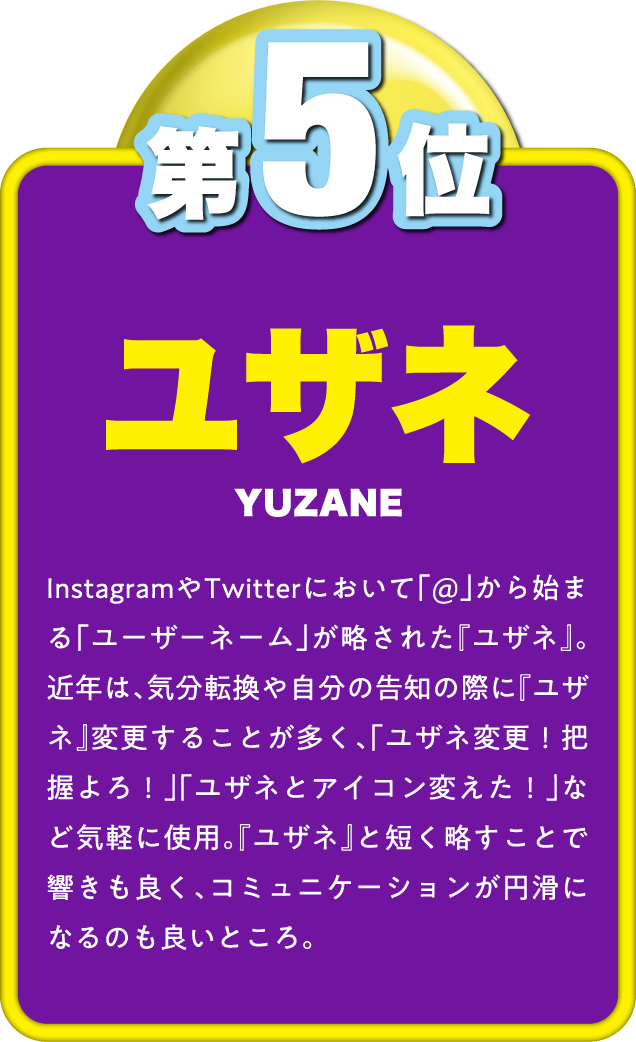 第5位
ユザネ
YUZANE
InstagramやTwitterにおいて「@」から始ま
る「ユーザーネーム」が略された『ユザネ』。
近年は、気分転換や自分の告知の際に『ユザ
ネ』変更することが多く、「ユザネ変更！把
握よろ！」「ユザネとアイコン変えた！」な
ど気軽に使用。『ユザネ』と短く略すことで
響きも良く、コミュニケーションが円滑に
なるのも良いところ。